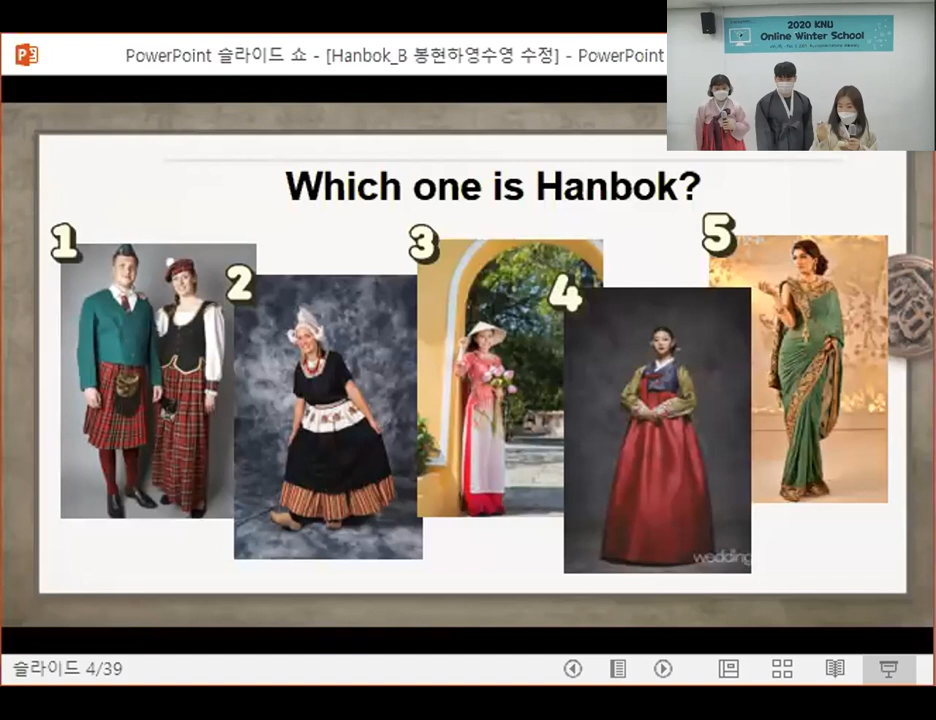 PowerPoint 슬라이드 쇼 - [Hanbok_B 봉현하영수영 수정] - PowerPoint
2020 KNU
Online Winter School
Which one is Hanbok?
1
2
3
4
5
wedding
슬라이드 4/39